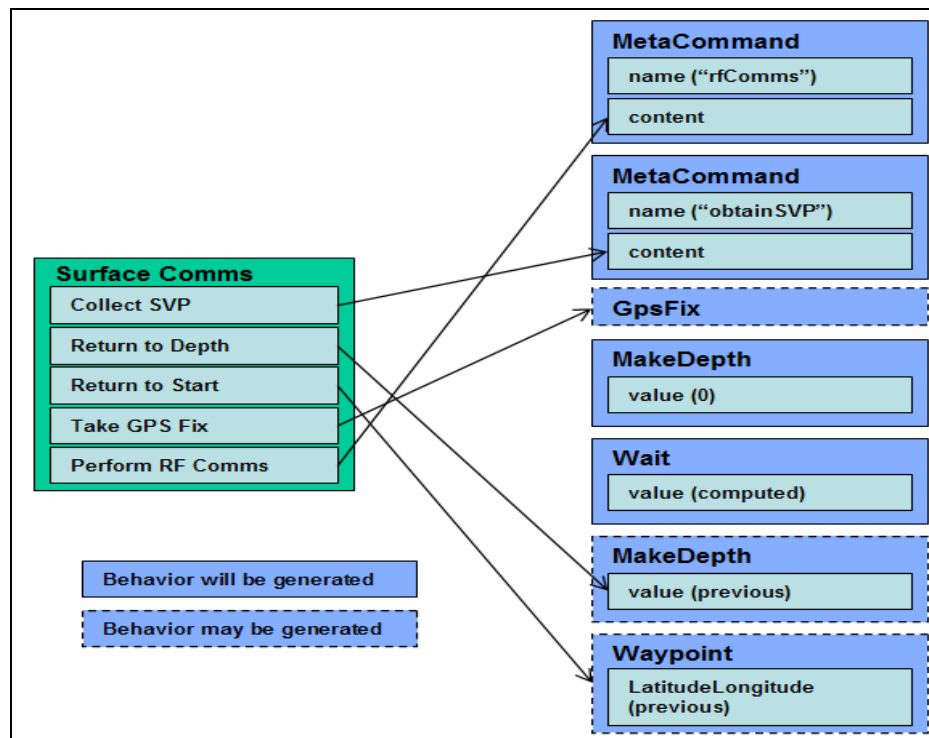 Surface Comms
Collect SVP
Return to Depth
Return to Start
Take GPS Fix
Perform RF Comms
Behavior will be generated
Behavior may be generated
MetaCommand
name (“rfComms”)
content
MetaCommand
name (“obtainSVP”)
content
GpsFix
MakeDepth
value (0)
Wait
value (computed)
MakeDepth
value (previous)
Waypoint
LatitudeLongitude
(previous)